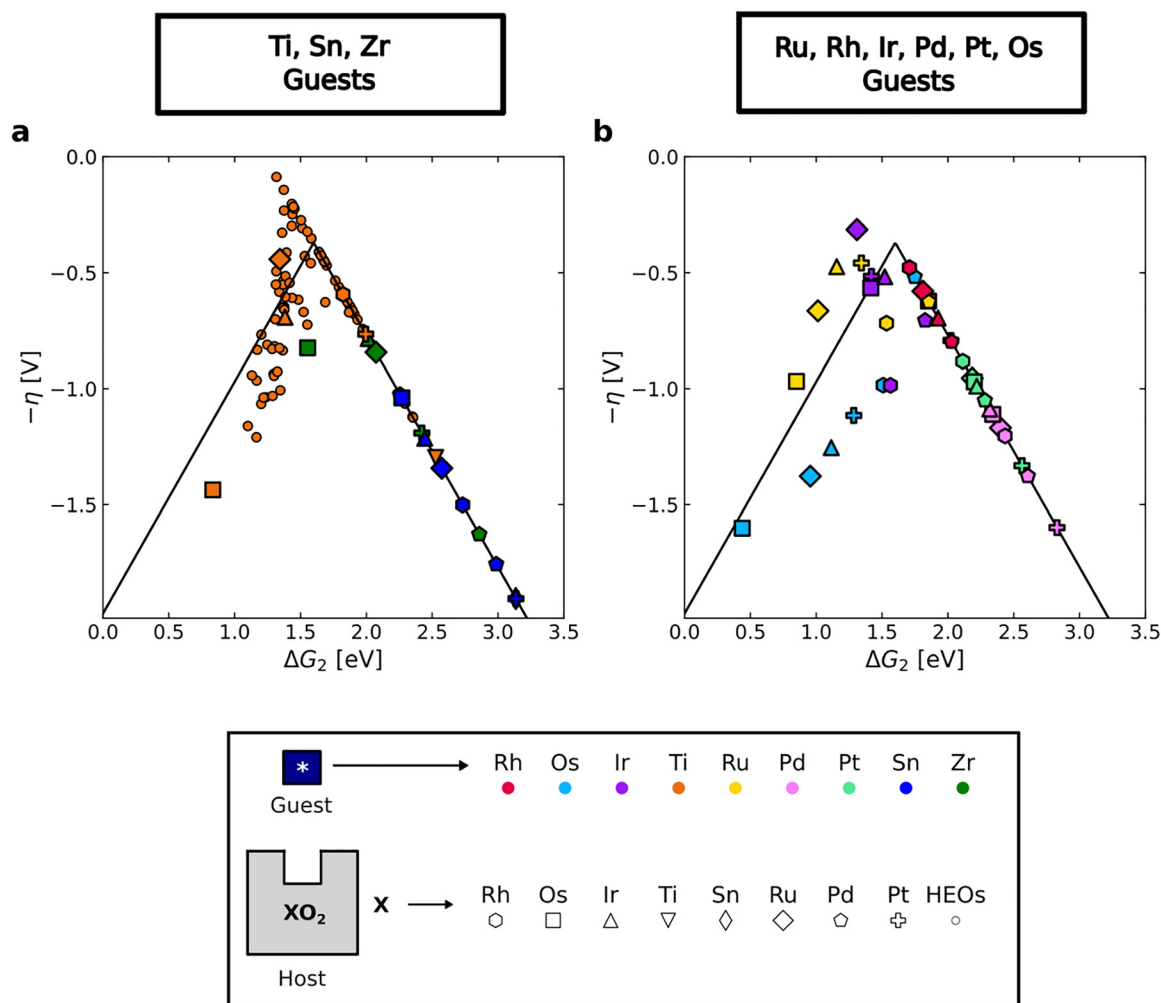 Ti, Sn, Zr
Guests
Ru, Rh, Ir, Pd, Pt, Os
Guests
a
b
0.0
−0.5
−1.0
−1.5
−η [V]
0.0 0.5 1.0 1.5 2.0 2.5 3.0 3.5
ΔG2 [eV]
0.0
−0.5
−1.0
−1.5
−η [V]
0.0 0.5 1.0 1.5 2.0 2.5 3.0 3.5
ΔG2 [eV]
*
Guest
Rh Os Ir Ti Ru Pd Pt Sn Zr
XO2
Host
X
Rh Os Ir Ti Sn Ru Pd Pt HEOs